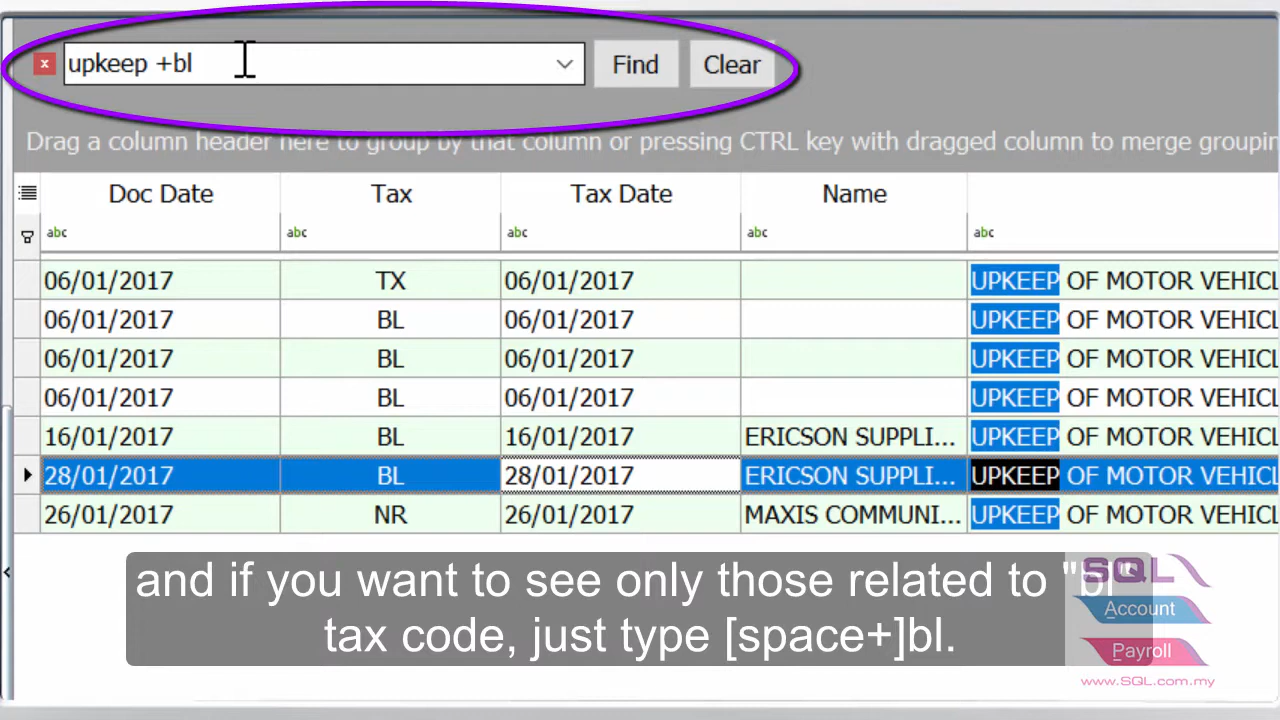 x upkeep +bl Find Clear
Drag a column header here to group by that column or pressing CTRL key with dragged column to merge grouping
Doc Date Tax Tax Date Name
abc abc abc abc abc
06/01/2017 TX 06/01/2017 UPKEEP OF MOTOR VEHICL
06/01/2017 BL 06/01/2017 UPKEEP OF MOTOR VEHICL
06/01/2017 BL 06/01/2017 UPKEEP OF MOTOR VEHICL
06/01/2017 BL 06/01/2017 UPKEEP OF MOTOR VEHICL
16/01/2017 BL 16/01/2017 ERICSON SUPPLI... UPKEEP OF MOTOR VEHICL
28/01/2017 BL 28/01/2017 ERICSON SUPPLI... UPKEEP OF MOTOR VEHICL
26/01/2017 NR 26/01/2017 MAXIS COMMUNI... UPKEEP OF MOTOR VEHICL
and if you want to see only those related to "bl"
tax code, just type [space+]bl.
SQL
Account
Payroll
www.SQL.com.my